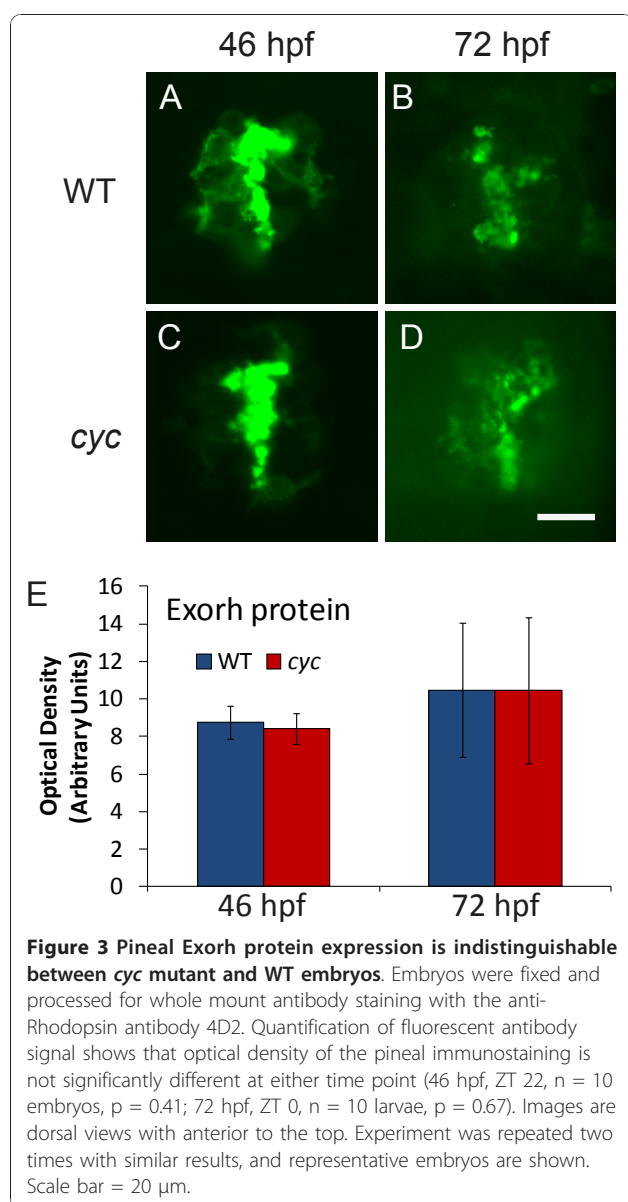 46 hpf 72 hpf
A B
WT
C D
cyc
E
Exorh protein
WT cyc
Optical Density
(Arbitrary Units)
16
14
12
10
8
6
4
2
0
46 hpf 72 hpf
Figure 3 Pineal Exorh protein expression is indistinguishable
between cyc mutant and WT embryos. Embryos were fixed and
processed for whole mount antibody staining with the anti-
Rhodopsin antibody 4D2. Quantification of fluorescent antibody
signal shows that optical density of the pineal immunostaining is
not significantly different at either time point (46 hpf, ZT 22, n = 10
embryos, p = 0.41; 72 hpf, ZT 0, n = 10 larvae, p = 0.67). Images are
dorsal views with anterior to the top. Experiment was repeated two
times with similar results, and representative embryos are shown.
Scale bar = 20 μm.